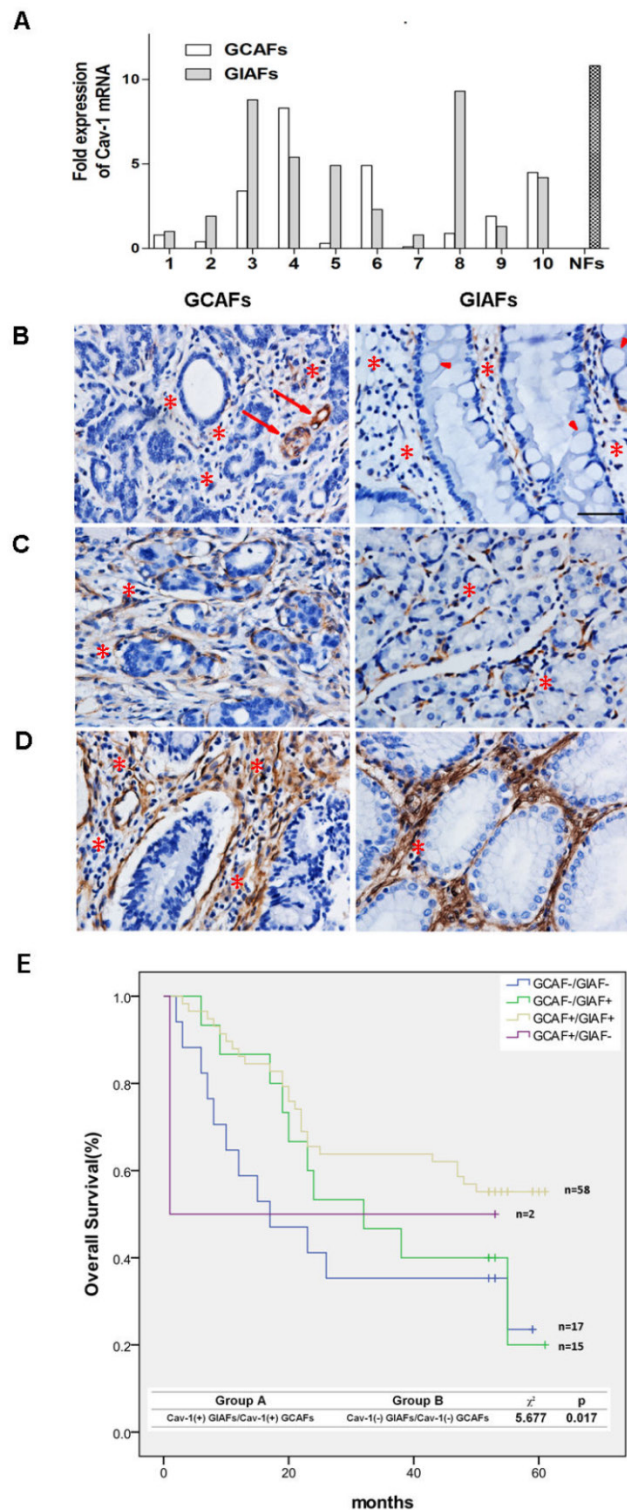 A
GCAFs
GIAFs
Fold expression
of Cav-1 mRNA
10
5
0
1 2 3 4 5 6 7 8 9 10 NFs
GCAFs GIAFs
B
*
C
*
D
*
E
GCAF-/GIAF-
GCAF-/GIAF+
GCAF+/GIAF+
GCAF+/GIAF-
Overall Survival(%)
1.0
0.8
0.6
0.4
0.2
0.0
n=58
n=2
n=17
n=15
Group A Group B χ² p
Cav-1(+) GIAFs/Cav-1(+) GCAFs Cav-1(-) GIAFs/Cav-1(-) GCAFs 5.677 0.017
0 20 40 60
months